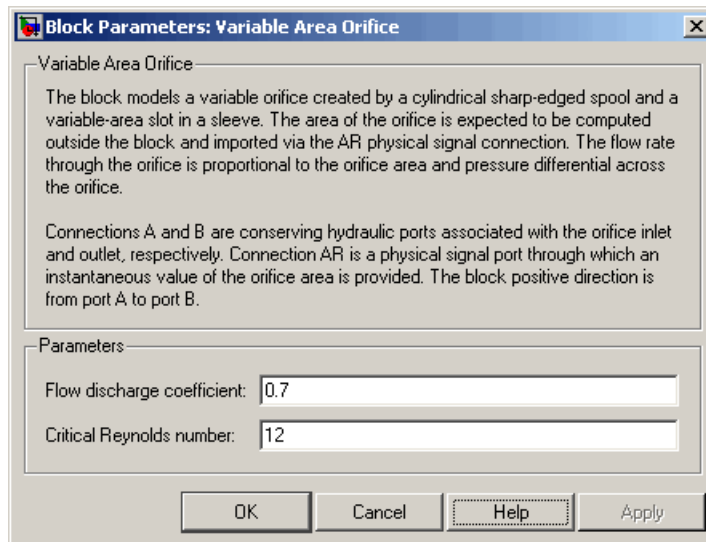 Block Parameters: Variable Area Orifice
Variable Area Orifice
The block models a variable orifice created by a cylindrical sharp-edged spool and a
variable-area slot in a sleeve. The area of the orifice is expected to be computed
outside the block and imported via the AR physical signal connection. The flow rate
through the orifice is proportional to the orifice area and pressure differential across
the orifice.
Connections A and B are conserving hydraulic ports associated with the orifice inlet
and outlet, respectively. Connection AR is a physical signal port through which an
instantaneous value of the orifice area is provided. The block positive direction is
from port A to port B.
Parameters
Flow discharge coefficient: 0.7
Critical Reynolds number: 12
OK Cancel Help Apply